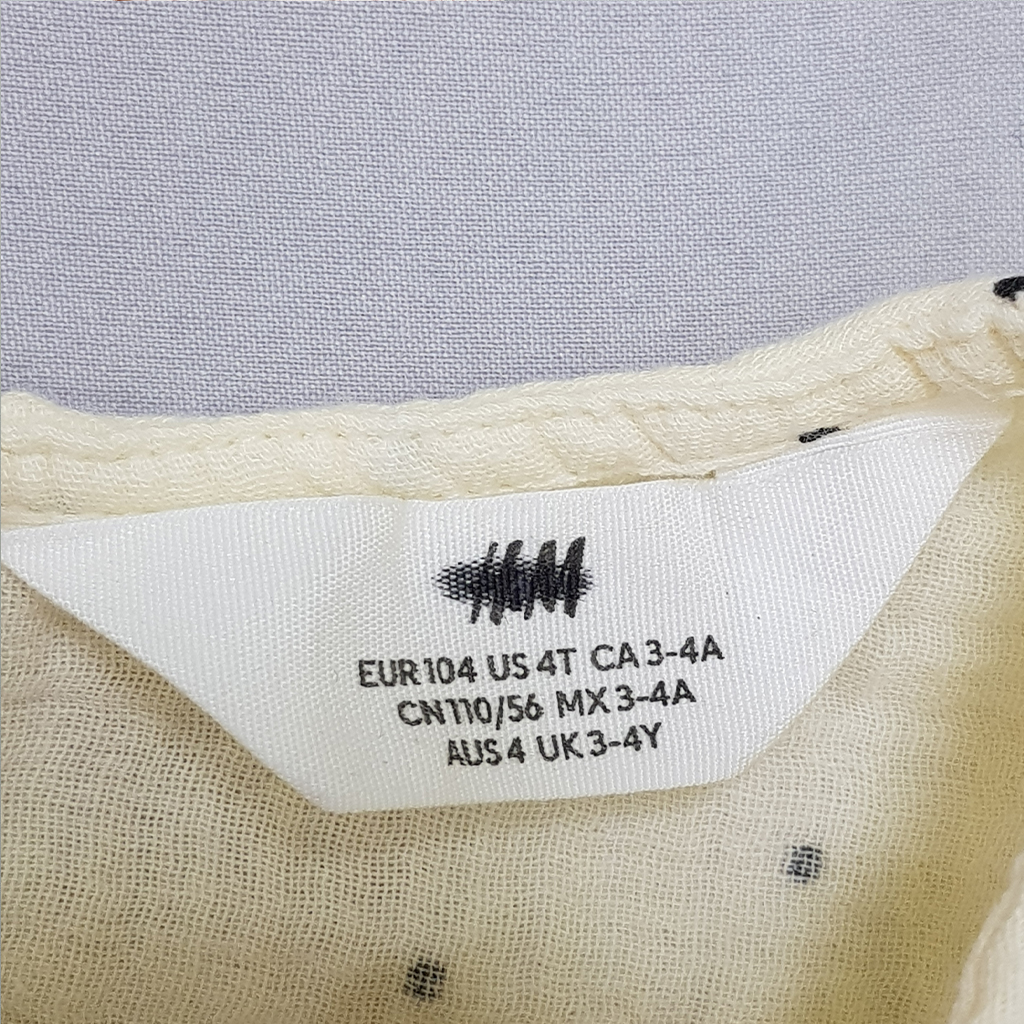 EUR 104 US 4T CA 3-4A
CN 110/56 MX 3-4A
AUS 4 UK 3-4Y